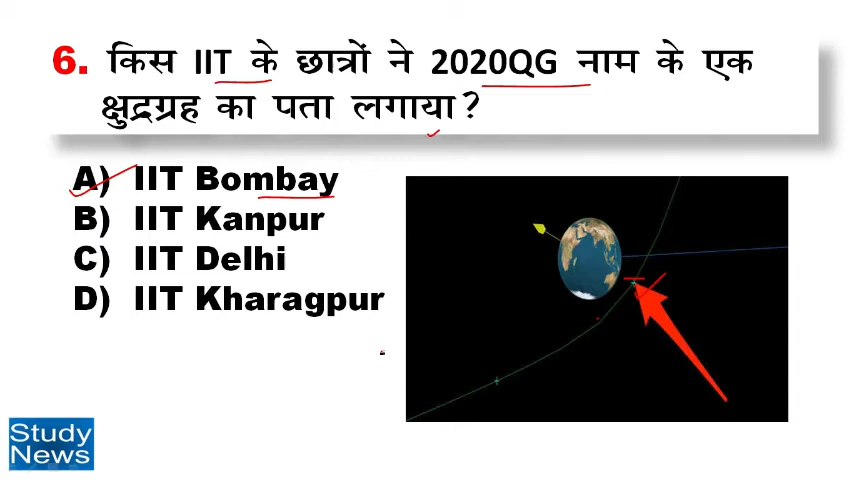 6. किस IIT के छात्रों ने 2020QG नाम के एक
क्षुद्रग्रह का पता लगाया?
A) IIT Bombay
B) IIT Kanpur
C) IIT Delhi
D) IIT Kharagpur
Study
News